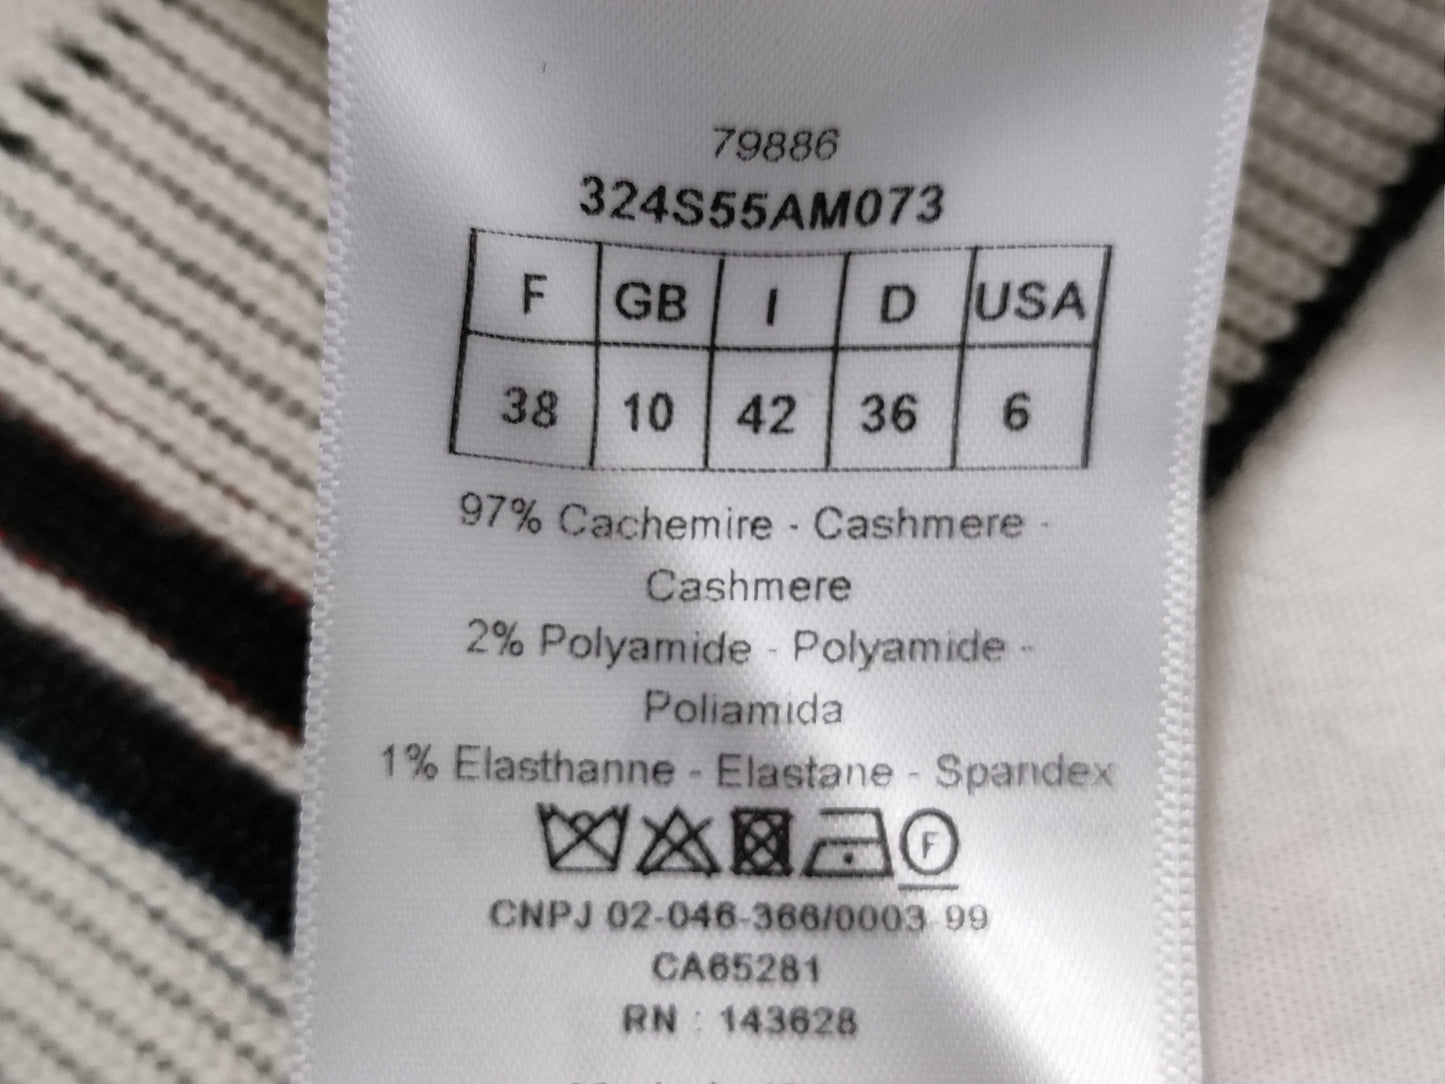 79886
324S55AM073
F GB I D USA
38 10 42 36 6
97% Cachemire - Cashmere -
Cashmere
2% Polyamide - Polyamide -
Poliamida
1% Elasthanne - Elastane - Spandex
F
CNPJ 02-046-366/0003-99
CA65281
RN : 143628